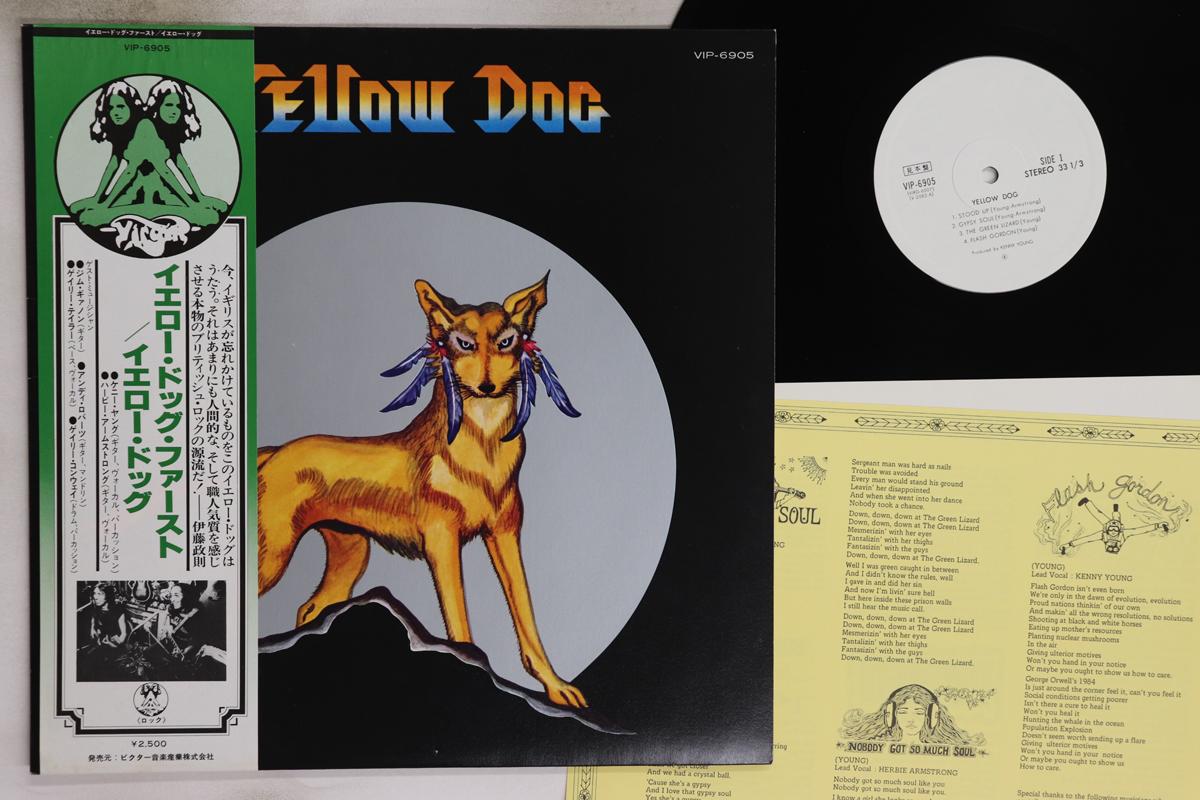 イエロー・ドッグ・ファースト/イエロー・ドッグ
VIP-6905
Virgin
今、イギリスが忘れかけているものをこのイエロー・ドッグは
うたう。それはあまりにも人間的な、そして職人気質を感じ
させる本物のブリティッシュ・ロックの源流だ!——伊藤政則
イエロー・ドッグ・ファースト
/イエロー・ドッグ
●ケニー・ヤング(ギター、ヴォーカル、パーカッション)
●ハービー・アームストロング(ギター、ヴォーカル)
ゲスト・ミュージシャン
●ジム・ギャノン(ギター)
●アンディ・ロバーツ(ギター、マンドリン)
●ゲイリー・テイラー(ベース、ヴォーカル)
●ゲイリー・コンウェイ(ドラム、パーカッション)
(ロック)
¥2,500
発売元:ビクター音楽産業株式会社
YELLOW DOG
VIP-6905
見本盤
VIP-6905
SIDE 1
STEREO 33 1/3
YELLOW DOG
1. STOOD UP (Young-Armstrong)
2. GYPSY SOUL (Young-Armstrong)
3. THE GREEN LIZARD (Young)
4. FLASH GORDON (Young)
Produced by KENNY YOUNG
SOUL
NG
Sergeant man was hard as nails
Trouble was avoided
Every man would stand his ground
Leavin' her disappointed
And when she went into her dance
Nobody took a chance.
Down, down, down at The Green Lizard
Down, down, down at The Green Lizard
Mesmerizin' with her eyes
Tantalizin' with her thighs
Fantasizin' with the guys
Down, down, down at The Green Lizard.
Well I was green caught in between
And I didn't know the rules, well
I gave in and did her sin
And now I'm livin' sure hell
But here inside these prison walls
I still hear the music call.
Down, down, down at The Green Lizard
Down, down, down at The Green Lizard
Mesmerizin' with her eyes
Tantalizin' with her thighs
Fantasizin' with the guys
Down, down, down at The Green Lizard.
NOBODY GOT SO MUCH SOUL
(YOUNG)
Lead Vocal : HERBIE ARMSTRONG
Nobody got so much soul like you
Nobody got so much soul like you.
Flash Gordon
(YOUNG)
Lead Vocal : KENNY YOUNG
Flash Gordon isn't even born
We're only in the dawn of evolution, evolution
Proud nations thinkin' of our own
And makin' all the wrong resolutions, no solutions
Shooting at black and white horses
Eating up mother's resources
Planting nuclear mushrooms
In the air
Giving ulterior motives
Won't you hand in your notice
Or maybe you ought to show us how to care.
George Orwell's 1984
Is just around the corner feel it, can't you feel it
Social conditions getting poorer
Isn't there a cure to heal it
Won't you heal it
Hunting the whale in the ocean
Population Explosion
Doesn't seem worth sending up a flare
Giving ulterior motives
Won't you hand in your notice
Or maybe you ought to show us
How to care.
And we had a crystal ball.
'Cause she's a gypsy
And I love that gypsy soul